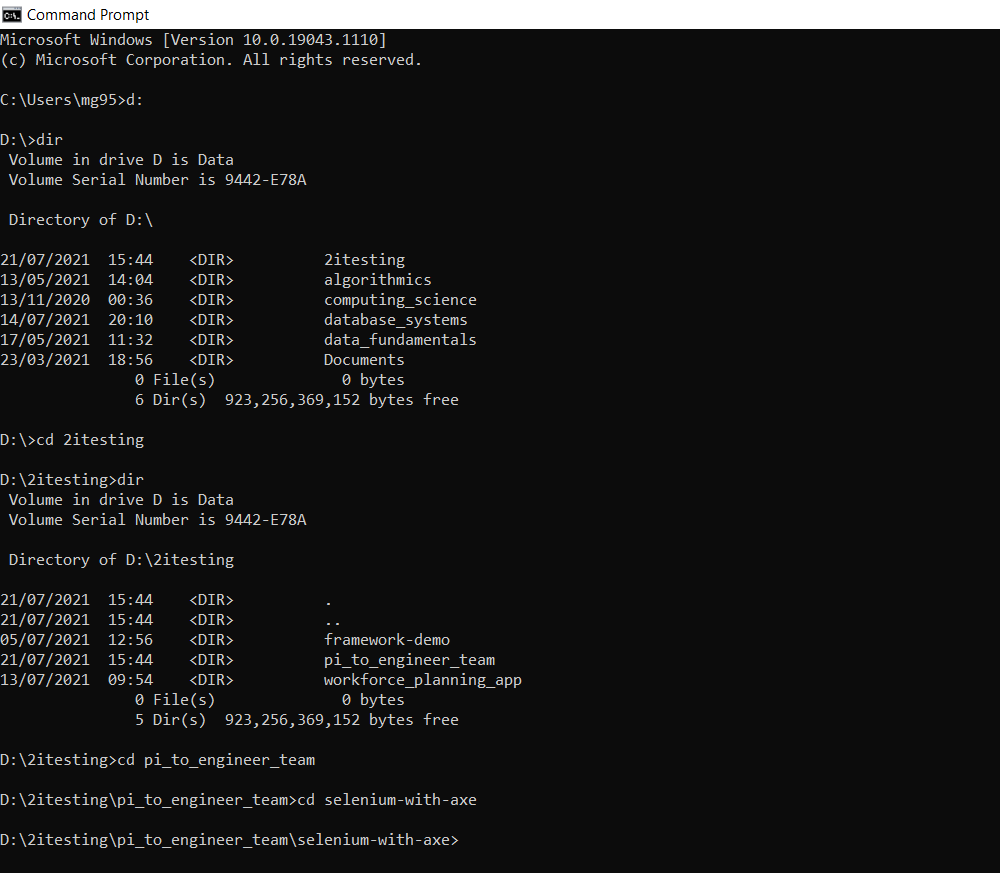 Command Prompt
Microsoft Windows [Version 10.0.19043.1110]
(c) Microsoft Corporation. All rights reserved.
C:\Users\mg95>d:
D:\>dir
 Volume in drive D is Data
 Volume Serial Number is 9442-E78A
 Directory of D:\
21/07/2021  15:44    <DIR>          2itesting
13/05/2021  14:04    <DIR>          algorithmics
13/11/2020  00:36    <DIR>          computing_science
14/07/2021  20:10    <DIR>          database_systems
17/05/2021  11:32    <DIR>          data_fundamentals
23/03/2021  18:56    <DIR>          Documents
               0 File(s)              0 bytes
               6 Dir(s)  923,256,369,152 bytes free
D:\>cd 2itesting
D:\2itesting>dir
 Volume in drive D is Data
 Volume Serial Number is 9442-E78A
 Directory of D:\2itesting
21/07/2021  15:44    <DIR>          .
21/07/2021  15:44    <DIR>          ..
05/07/2021  12:56    <DIR>          framework-demo
21/07/2021  15:44    <DIR>          pi_to_engineer_team
13/07/2021  09:54    <DIR>          workforce_planning_app
               0 File(s)              0 bytes
               5 Dir(s)  923,256,369,152 bytes free
D:\2itesting>cd pi_to_engineer_team
D:\2itesting\pi_to_engineer_team>cd selenium-with-axe
D:\2itesting\pi_to_engineer_team\selenium-with-axe>